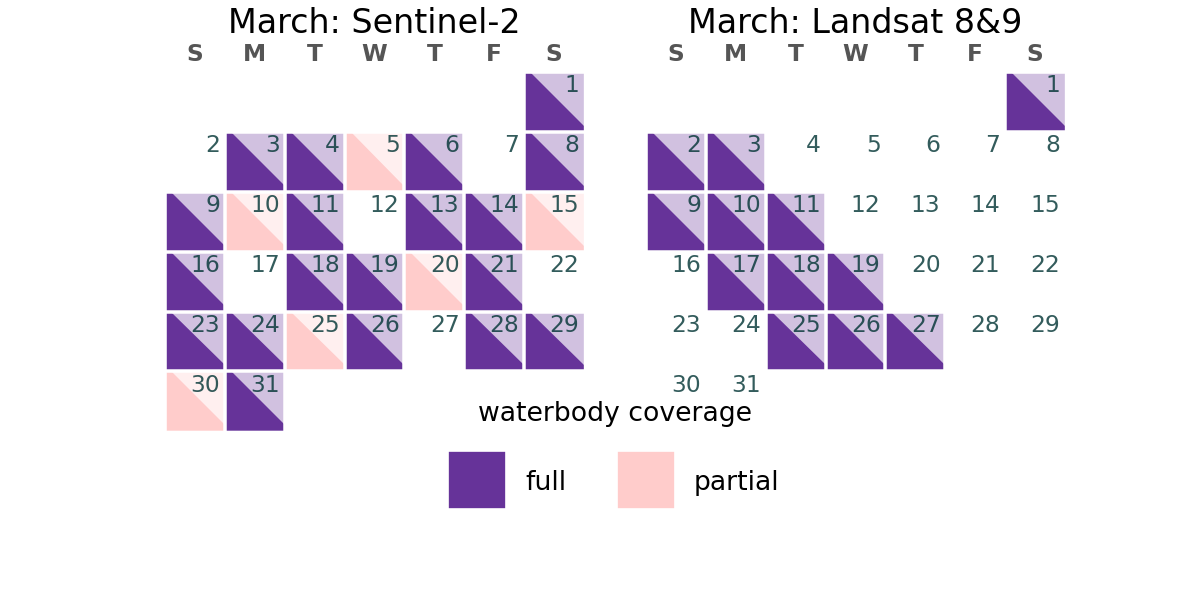 March: Sentinel-2
S M T W T F S
1
2 3 4 5 6 7 8
9 10 11 12 13 14 15
16 17 18 19 20 21 22
23 24 25 26 27 28 29
30 31
March: Landsat 8&9
S M T W T F S
1
2 3 4 5 6 7 8
9 10 11 12 13 14 15
16 17 18 19 20 21 22
23 24 25 26 27 28 29
30 31
waterbody coverage
full partial